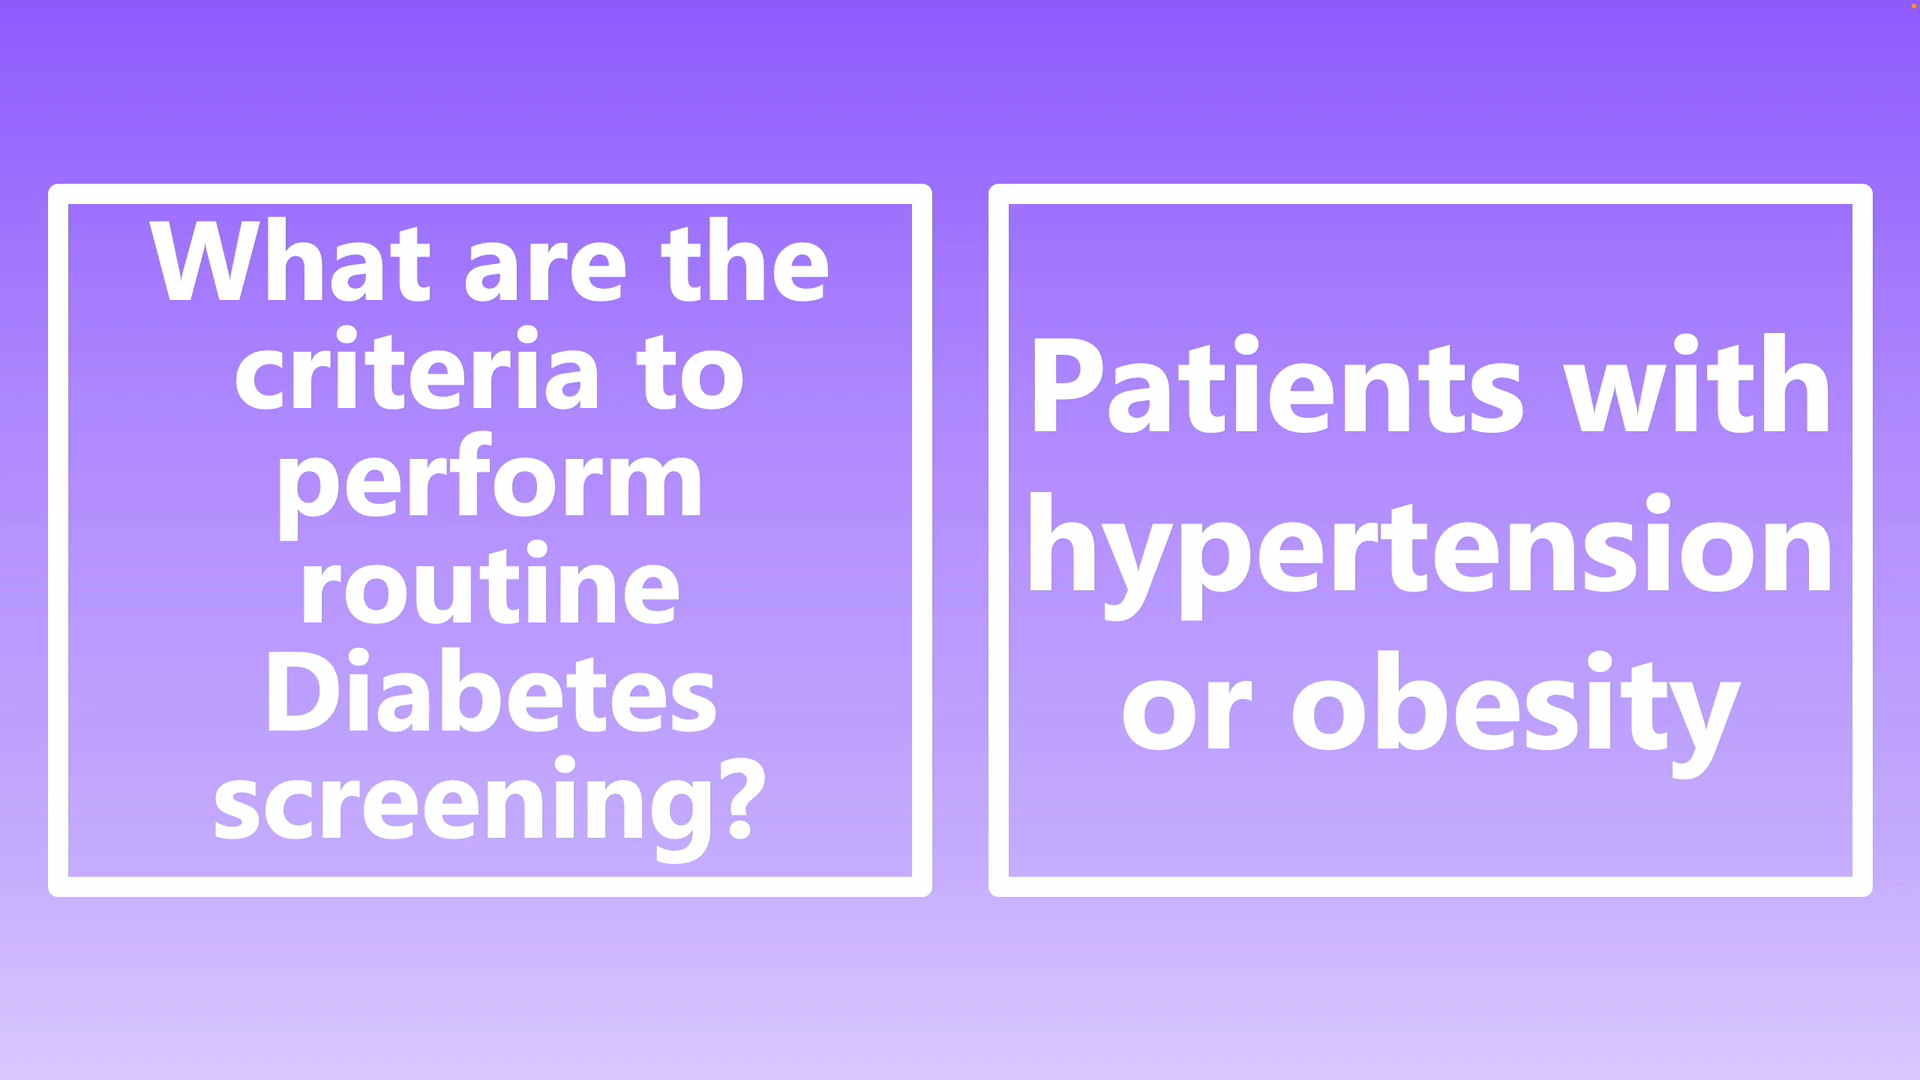 What are the
criteria to
perform
routine
Diabetes
screening?
Patients with
hypertension
or obesity